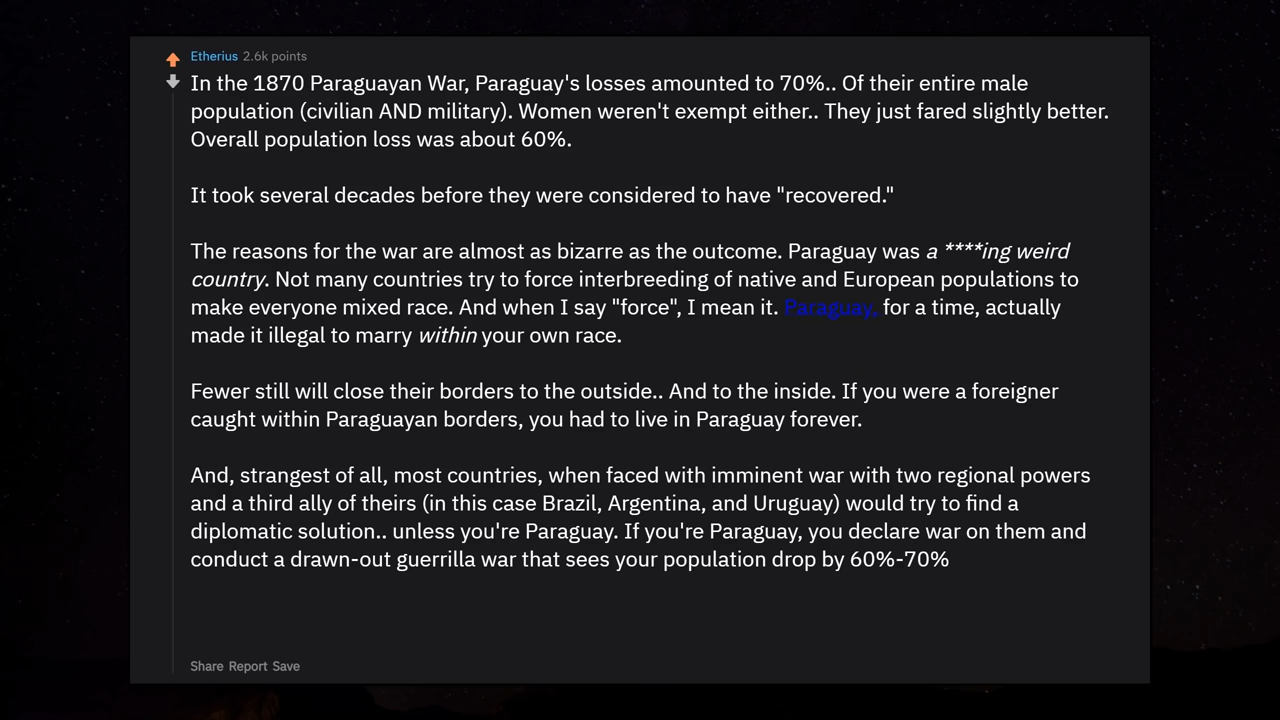 Etherius 2.6k points
In the 1870 Paraguayan War, Paraguay's losses amounted to 70%.. Of their entire male
population (civilian AND military). Women weren't exempt either.. They just fared slightly better.
Overall population loss was about 60%.
It took several decades before they were considered to have "recovered."
The reasons for the war are almost as bizarre as the outcome. Paraguay was a ****ing weird
country. Not many countries try to force interbreeding of native and European populations to
make everyone mixed race. And when I say "force", I mean it. Paraguay, for a time, actually
made it illegal to marry within your own race.
Fewer still will close their borders to the outside.. And to the inside. If you were a foreigner
caught within Paraguayan borders, you had to live in Paraguay forever.
And, strangest of all, most countries, when faced with imminent war with two regional powers
and a third ally of theirs (in this case Brazil, Argentina, and Uruguay) would try to find a
diplomatic solution.. unless you're Paraguay. If you're Paraguay, you declare war on them and
conduct a drawn-out guerrilla war that sees your population drop by 60%-70%
Share Report Save